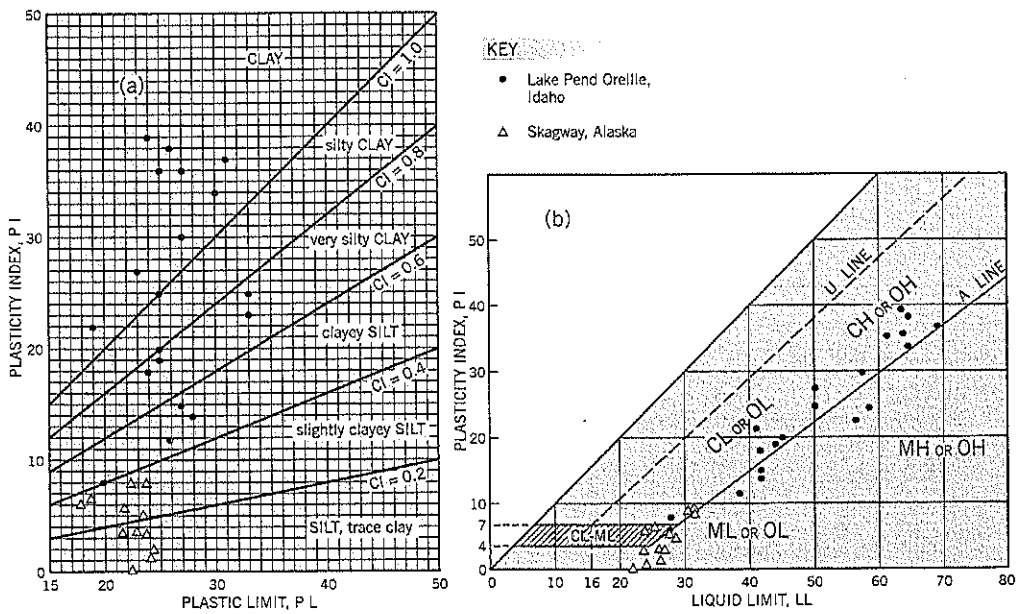 50
40
30
20
10
0
PLASTICITY INDEX, P I
(a)
CLAY
CI = 1.0
silty CLAY
CI = 0.8
very silty CLAY
CI = 0.6
clayey SILT
CI = 0.4
slightly clayey SILT
CI = 0.2
SILT, trace clay
15 20 30 40 50
PLASTIC LIMIT, P L
KEY
Lake Pend Oreille,
Idaho
Skagway, Alaska
(b)
60
50
40
30
20
10
7
4
0
PLASTICITY INDEX, P I
U LINE
A LINE
CH OR OH
CL OR OL
MH OR OH
CL-ML
ML OR OL
0 10 16 20 30 40 50 60 70 80
LIQUID LIMIT, LL